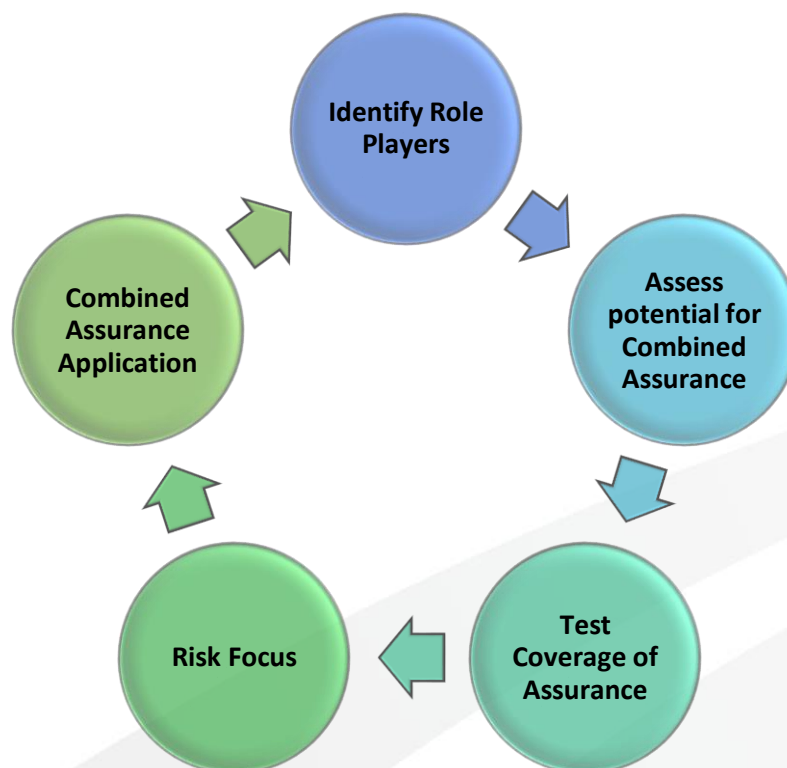 Identify Role
Players
Assess
potential for
Combined
Assurance
Test
Coverage of
Assurance
Risk Focus
Combined
Assurance
Application